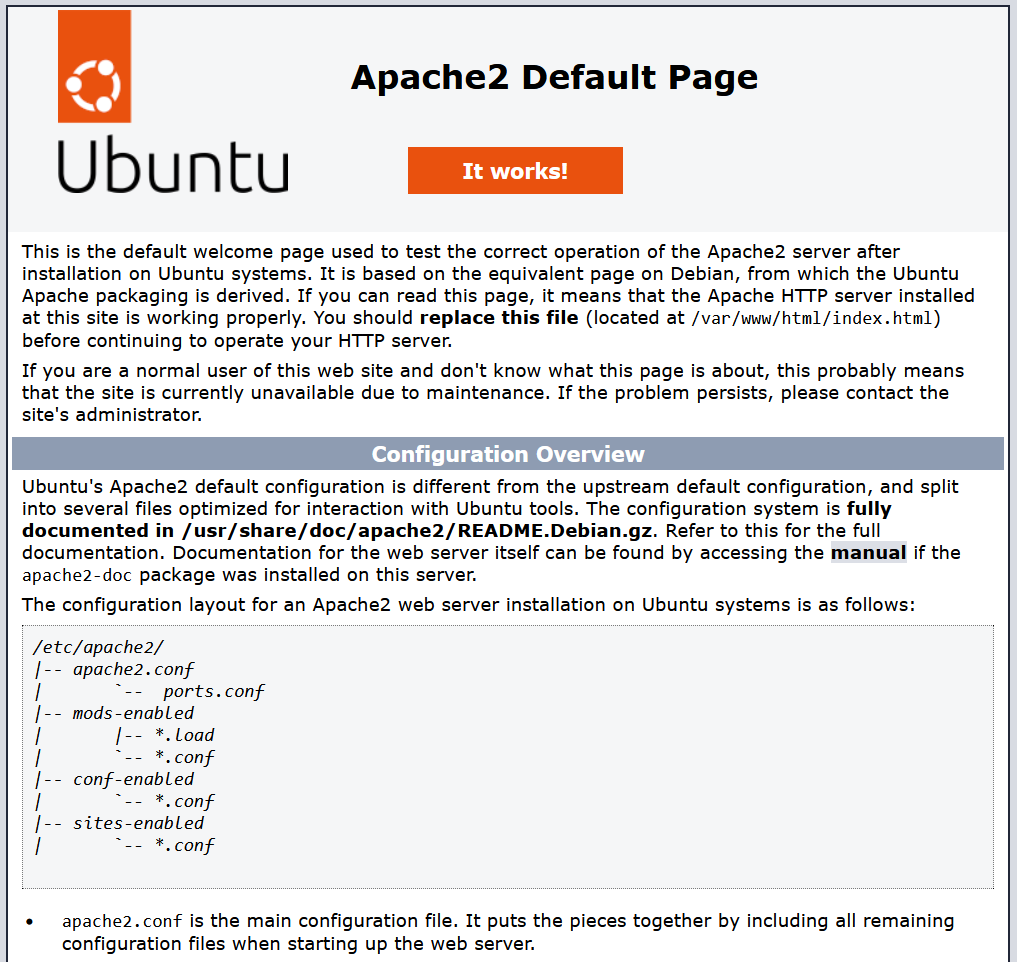 Ubuntu
Apache2 Default Page
It works!
This is the default welcome page used to test the correct operation of the Apache2 server after
installation on Ubuntu systems. It is based on the equivalent page on Debian, from which the Ubuntu
Apache packaging is derived. If you can read this page, it means that the Apache HTTP server installed
at this site is working properly. You should replace this file (located at /var/www/html/index.html)
before continuing to operate your HTTP server.
If you are a normal user of this web site and don't know what this page is about, this probably means
that the site is currently unavailable due to maintenance. If the problem persists, please contact the
site's administrator.
Configuration Overview
Ubuntu's Apache2 default configuration is different from the upstream default configuration, and split
into several files optimized for interaction with Ubuntu tools. The configuration system is fully
documented in /usr/share/doc/apache2/README.Debian.gz. Refer to this for the full
documentation. Documentation for the web server itself can be found by accessing the manual if the
apache2-doc package was installed on this server.
The configuration layout for an Apache2 web server installation on Ubuntu systems is as follows:
/etc/apache2/
|-- apache2.conf
|       `--  ports.conf
|-- mods-enabled
|       |-- *.load
|       `-- *.conf
|-- conf-enabled
|       `-- *.conf
|-- sites-enabled
|       `-- *.conf
• apache2.conf is the main configuration file. It puts the pieces together by including all remaining
configuration files when starting up the web server.